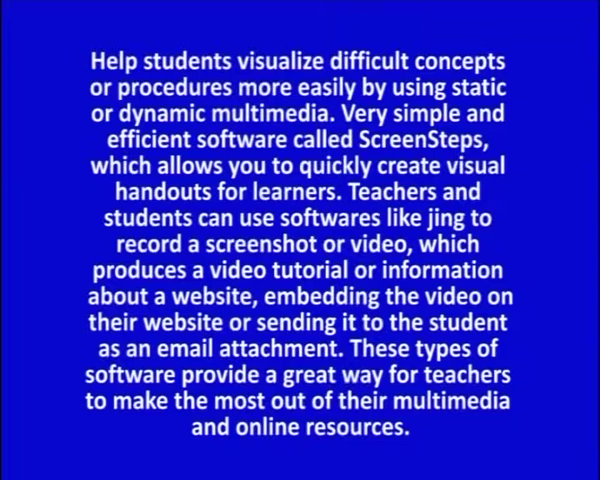 Help students visualize difficult concepts
or procedures more easily by using static
or dynamic multimedia. Very simple and
efficient software called ScreenSteps,
which allows you to quickly create visual
handouts for learners. Teachers and
students can use softwares like jing to
record a screenshot or video, which
produces a video tutorial or information
about a website, embedding the video on
their website or sending it to the student
as an email attachment. These types of
software provide a great way for teachers
to make the most out of their multimedia
and online resources.